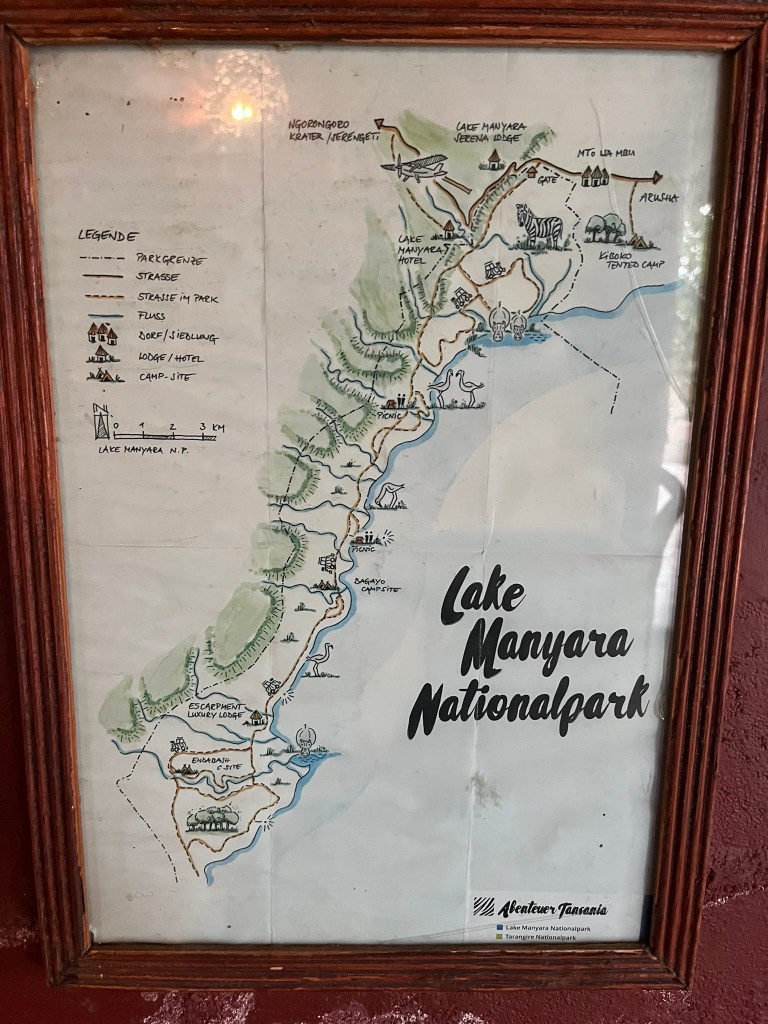 NGORONGORO
KRATER/SERENGETI
LAKE MANYARA
SERENA LODGE
MTO WA MBU
GATE
ARUSHA
LAKE
MANYARA
HOTEL
KIBOKO
TENTED CAMP
LEGENDE
PARKGRENZE
STRASSE
STRASSE IM PARK
FLUSS
DORF/SIEDLUNG
LODGE/HOTEL
CAMP-SITE
N
0 1 2 3 KM
LAKE MANYARA N.P.
PICNIC
PICNIC
BAGAYO
CAMPSITE
Lake
Manyara
Nationalpark
ESCARPMENT
LUXURY LODGE
ENDABASH
C.SITE
Abenteuer Tansania
Lake Manyara Nationalpark
Tarangire Nationalpark